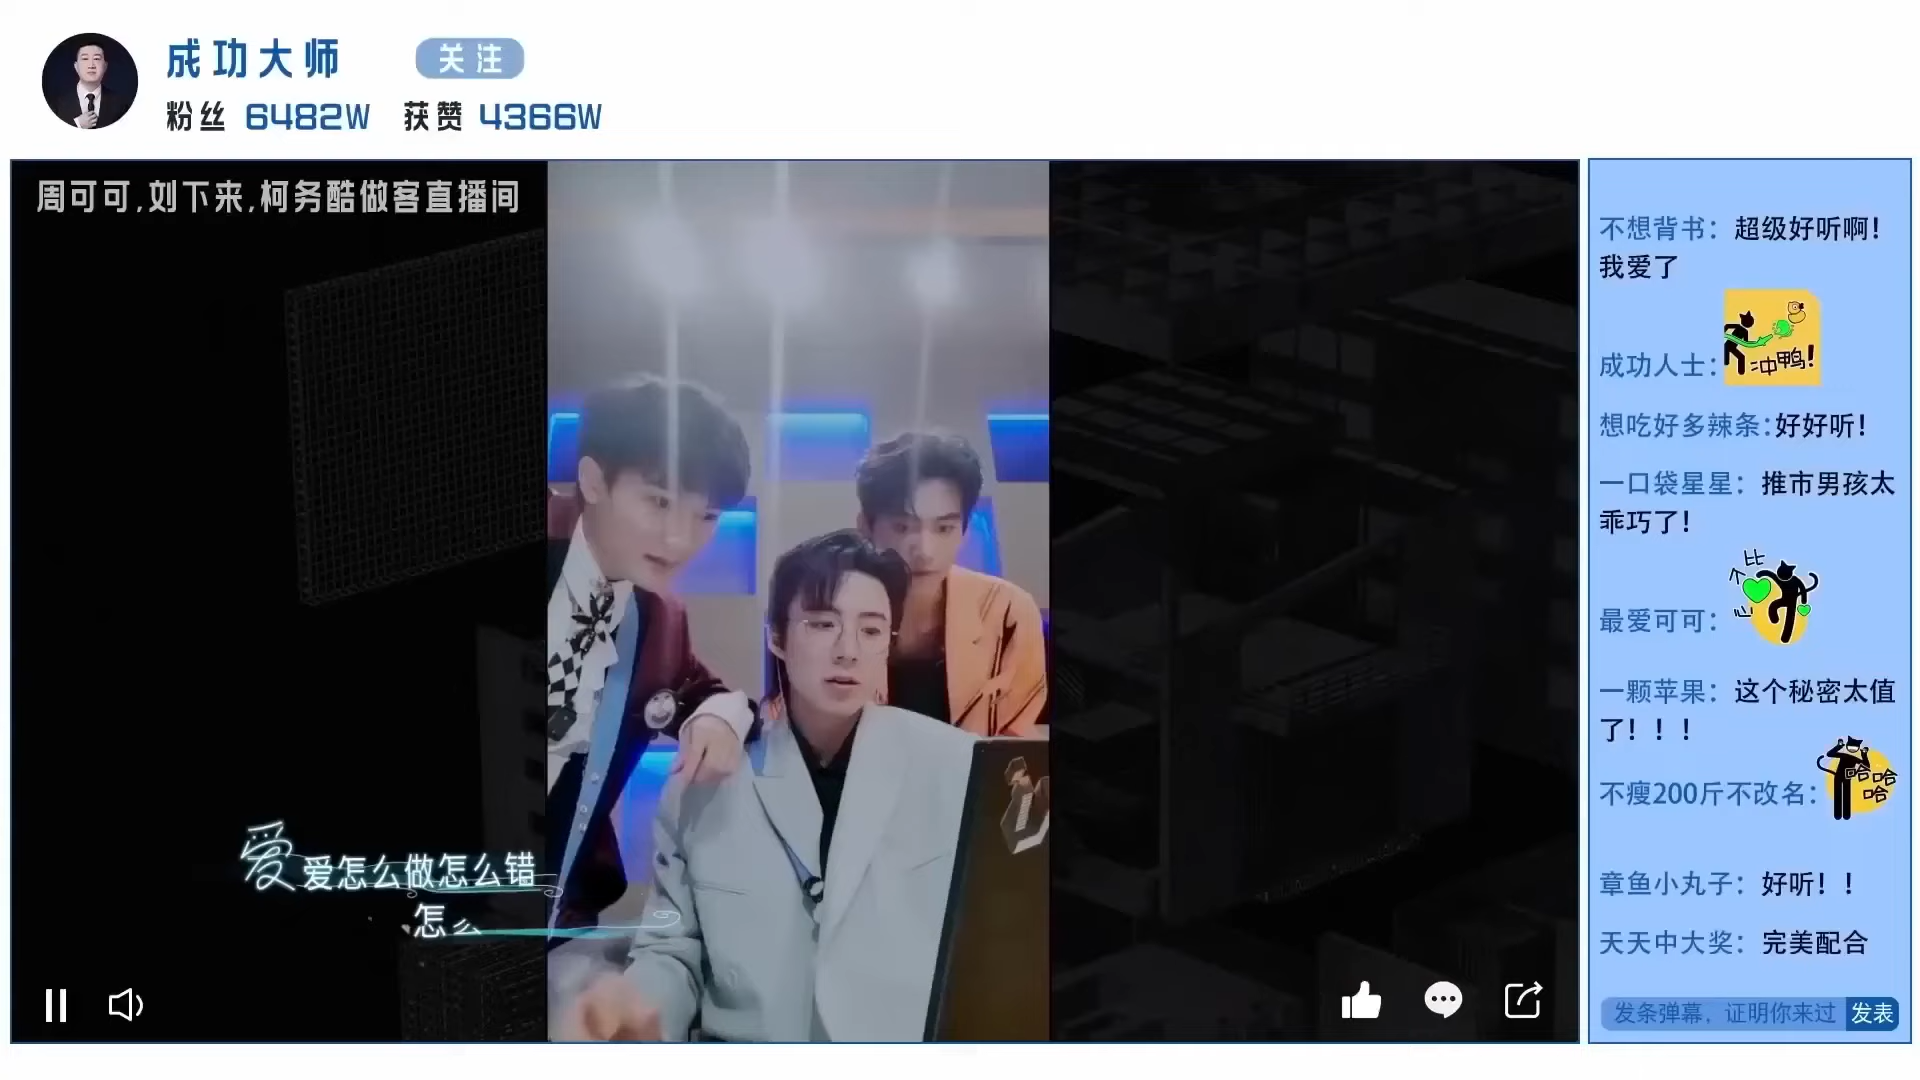 成功大师
关注
粉丝 6482W 获赞 4366W
周可可,刘下来,柯务酷做客直播间
爱 爱怎么做怎么错
怎么
不想背书：超级好听啊！
我爱了
成功人士：
冲鸭！
想吃好多辣条:好好听！
一口袋星星：推市男孩太
乖巧了！
比
个
心
最爱可可：
一颗苹果：这个秘密太值
了！！！
不瘦200斤不改名：
哈哈
哈
章鱼小丸子：好听！！
天天中大奖：完美配合
发条弹幕，证明你来过 发表